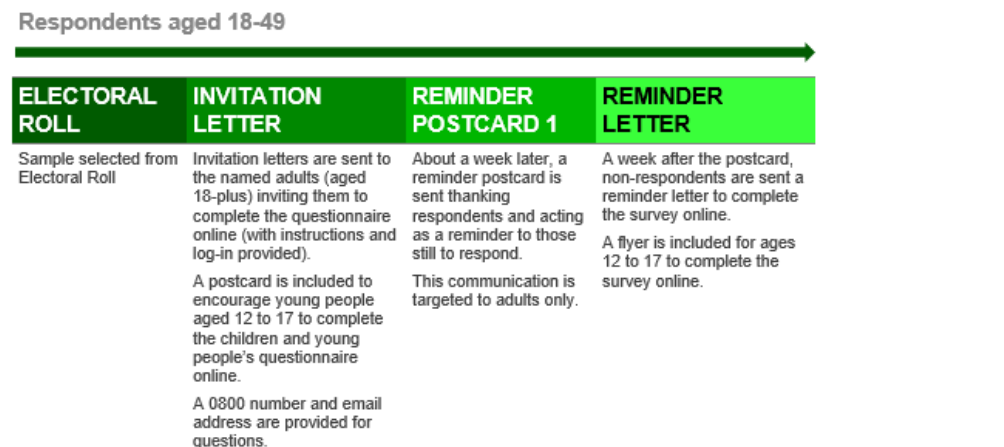 Respondents aged 18-49
ELECTORAL
ROLL
Sample selected from
Electoral Roll
INVITATION
LETTER
Invitation letters are sent to
the named adults (aged
18-plus) inviting them to
complete the questionnaire
online (with instructions and
log-in provided).
A postcard is included to
encourage young people
aged 12 to 17 to complete
the children and young
people's questionnaire
online.
A 0800 number and email
address are provided for
questions.
REMINDER
POSTCARD 1
About a week later, a
reminder postcard is
sent thanking
respondents and acting
as a reminder to those
still to respond.
This communication is
targeted to adults only.
REMINDER
LETTER
A week after the postcard,
non-respondents are sent a
reminder letter to complete
the survey online.
A flyer is included for ages
12 to 17 to complete the
survey online.